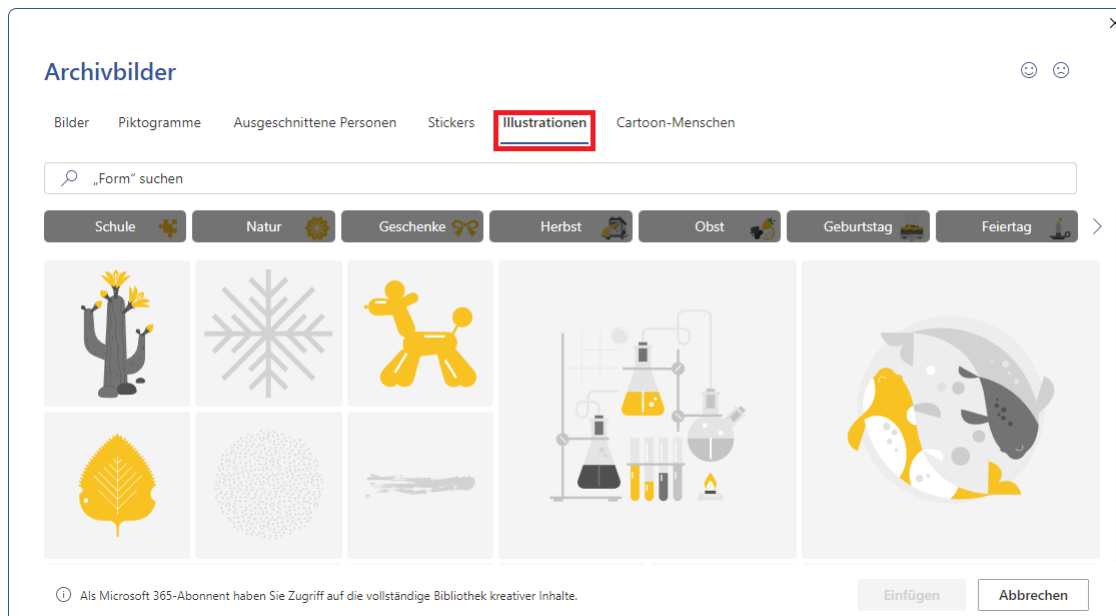 Archivbilder
Bilder Piktogramme Ausgeschnittene Personen Stickers Illustrationen Cartoon-Menschen
„Form“ suchen
Schule Natur Geschenke Herbst Obst Geburtstag Feiertag
Als Microsoft 365-Abonnent haben Sie Zugriff auf die vollständige Bibliothek kreativer Inhalte.
Einfügen Abbrechen